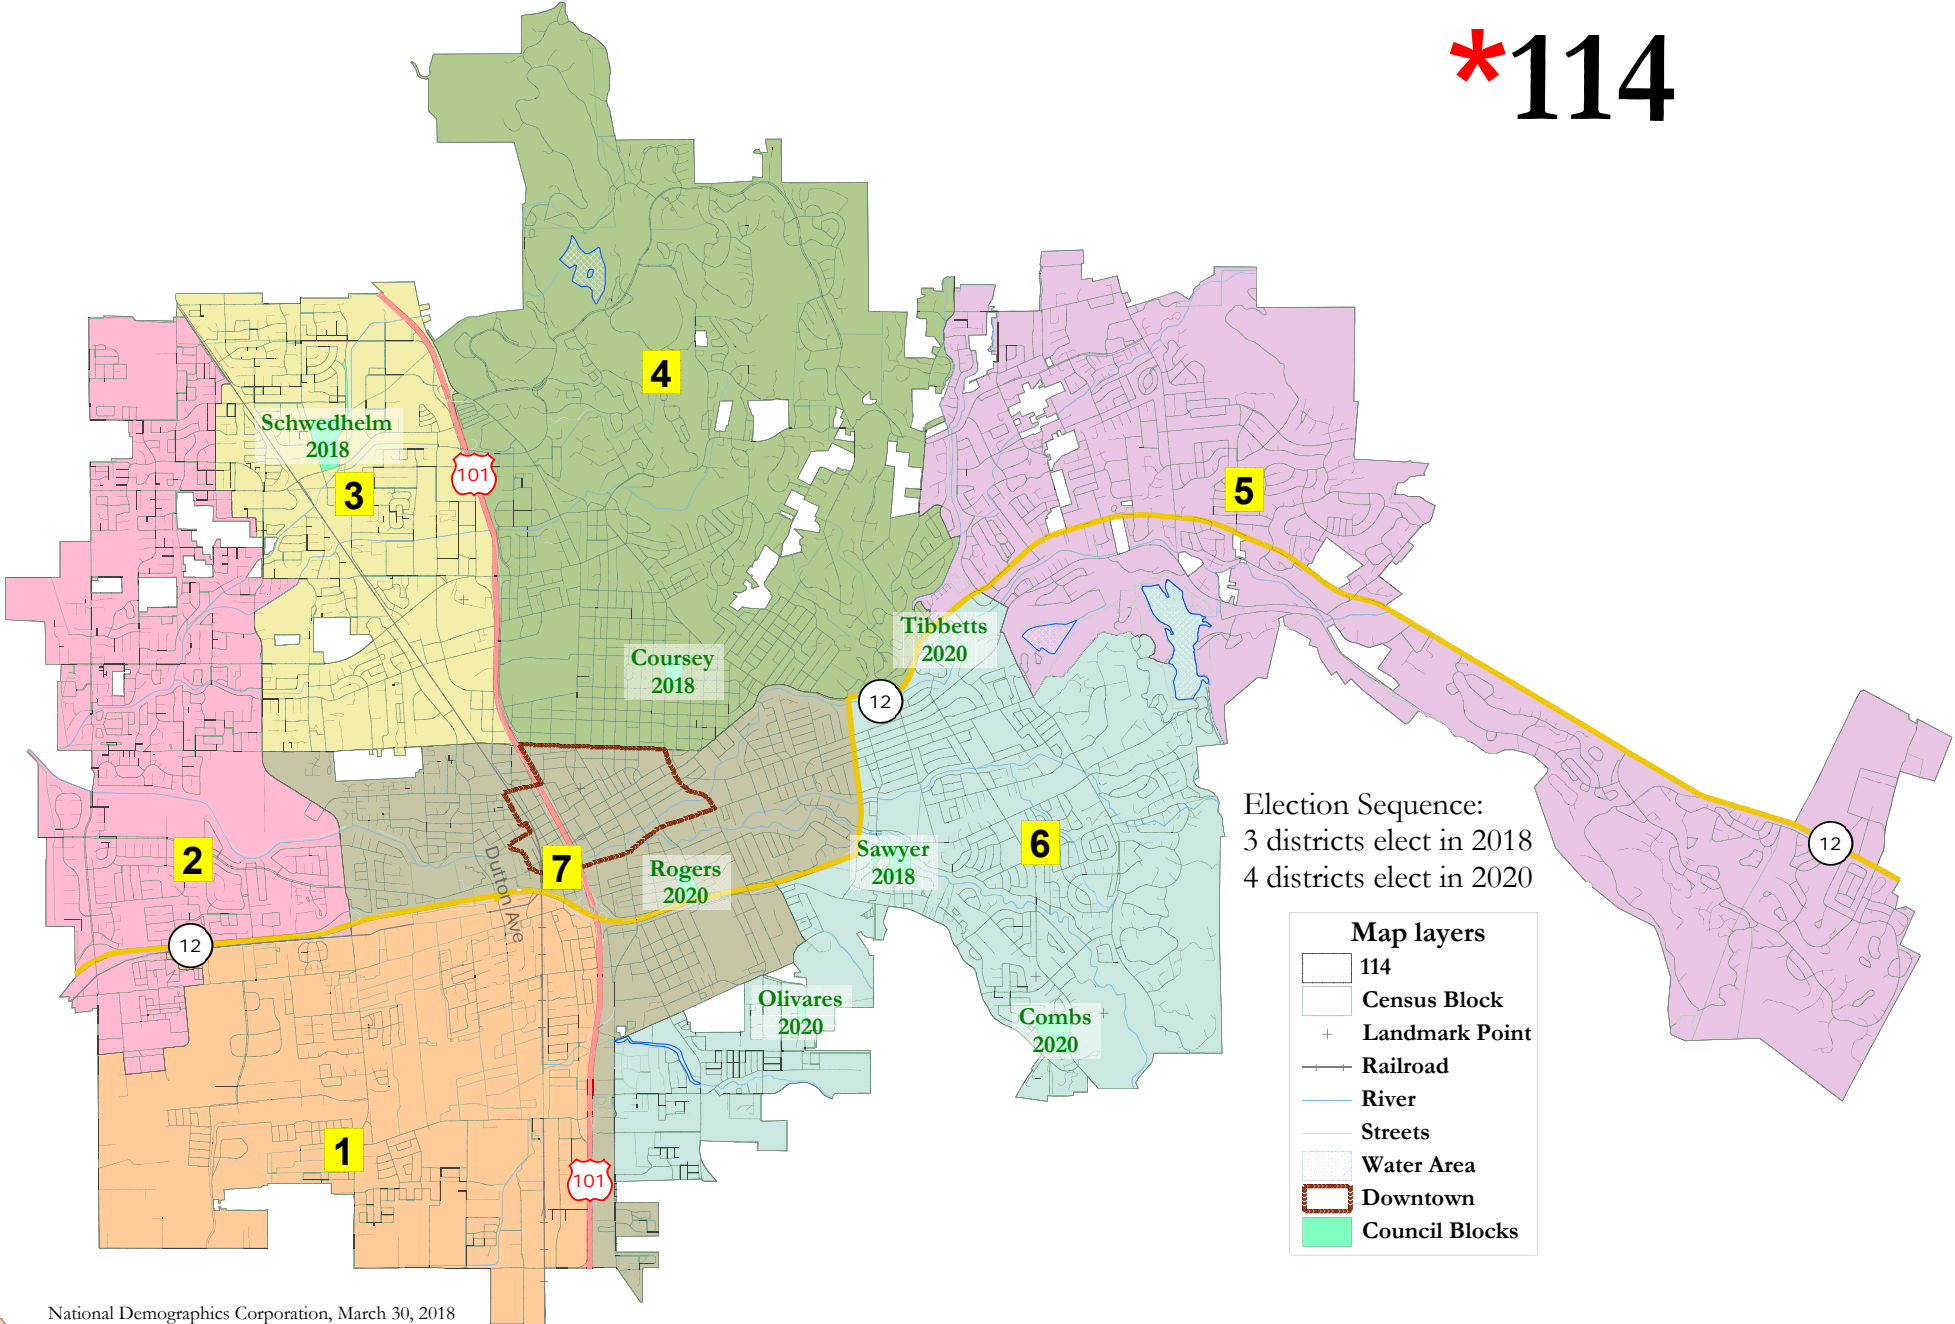 *114
4
Schwedhelm
2018
101
3
5
Tibbetts
2020
Coursey
2018
12
Election Sequence:
3 districts elect in 2018
4 districts elect in 2020
2
Dutton Ave
7
Rogers
2020
Sawyer
2018
6
12
12
Olivares
2020
Combs
2020
1
101
Map layers
114
Census Block
Landmark Point
Railroad
River
Streets
Water Area
Downtown
Council Blocks
National Demographics Corporation, March 30, 2018